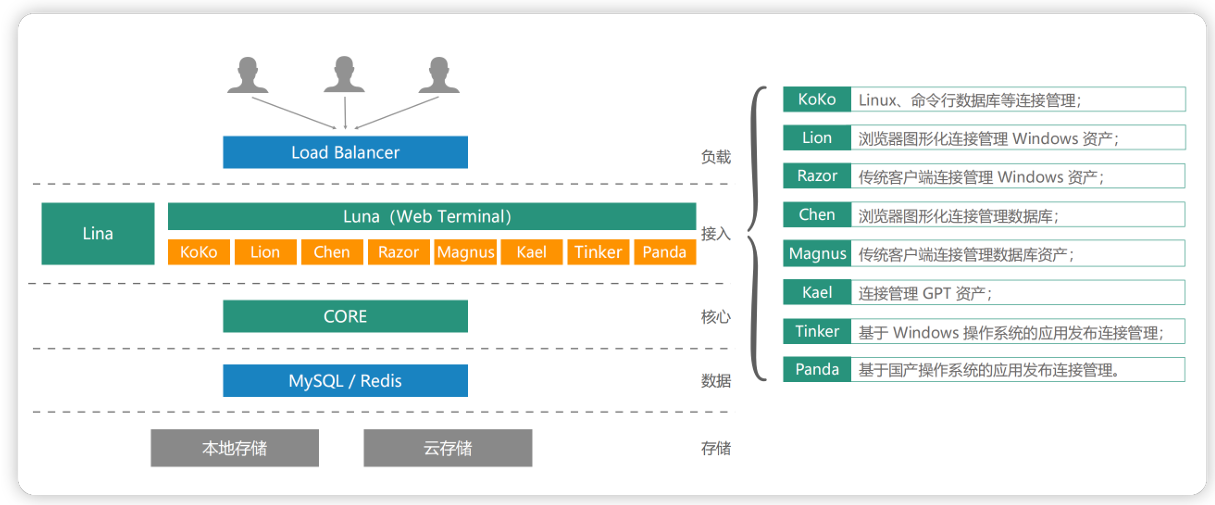 Load Balancer
负载
Lina
Luna（Web Terminal）
KoKo
Lion
Chen
Razor
Magnus
Kael
Tinker
Panda
接入
CORE
核心
MySQL / Redis
数据
本地存储
云存储
存储
KoKo Linux、命令行数据库等连接管理；
Lion 浏览器图形化连接管理 Windows 资产；
Razor 传统客户端连接管理 Windows 资产；
Chen 浏览器图形化连接管理数据库；
Magnus 传统客户端连接管理数据库资产；
Kael 连接管理 GPT 资产；
Tinker 基于 Windows 操作系统的应用发布连接管理；
Panda 基于国产操作系统的应用发布连接管理。